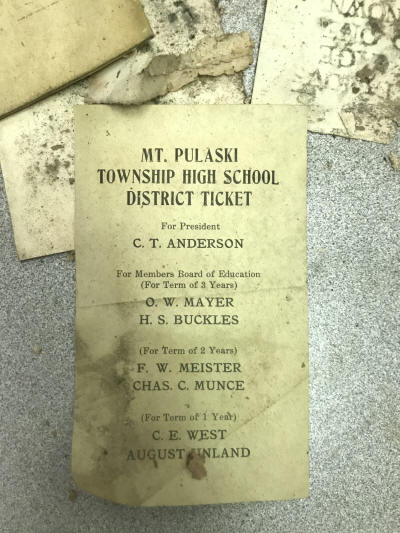 MT. PULASKI
TOWNSHIP HIGH SCHOOL
DISTRICT TICKET
For President
C. T. ANDERSON
For Members Board of Education
(For Term of 3 Years)
O. W. MAYER
H. S. BUCKLES
(For Term of 2 Years)
F. W. MEISTER
CHAS. C. MUNCE
(For Term of 1 Year)
C. E. WEST
AUGUST